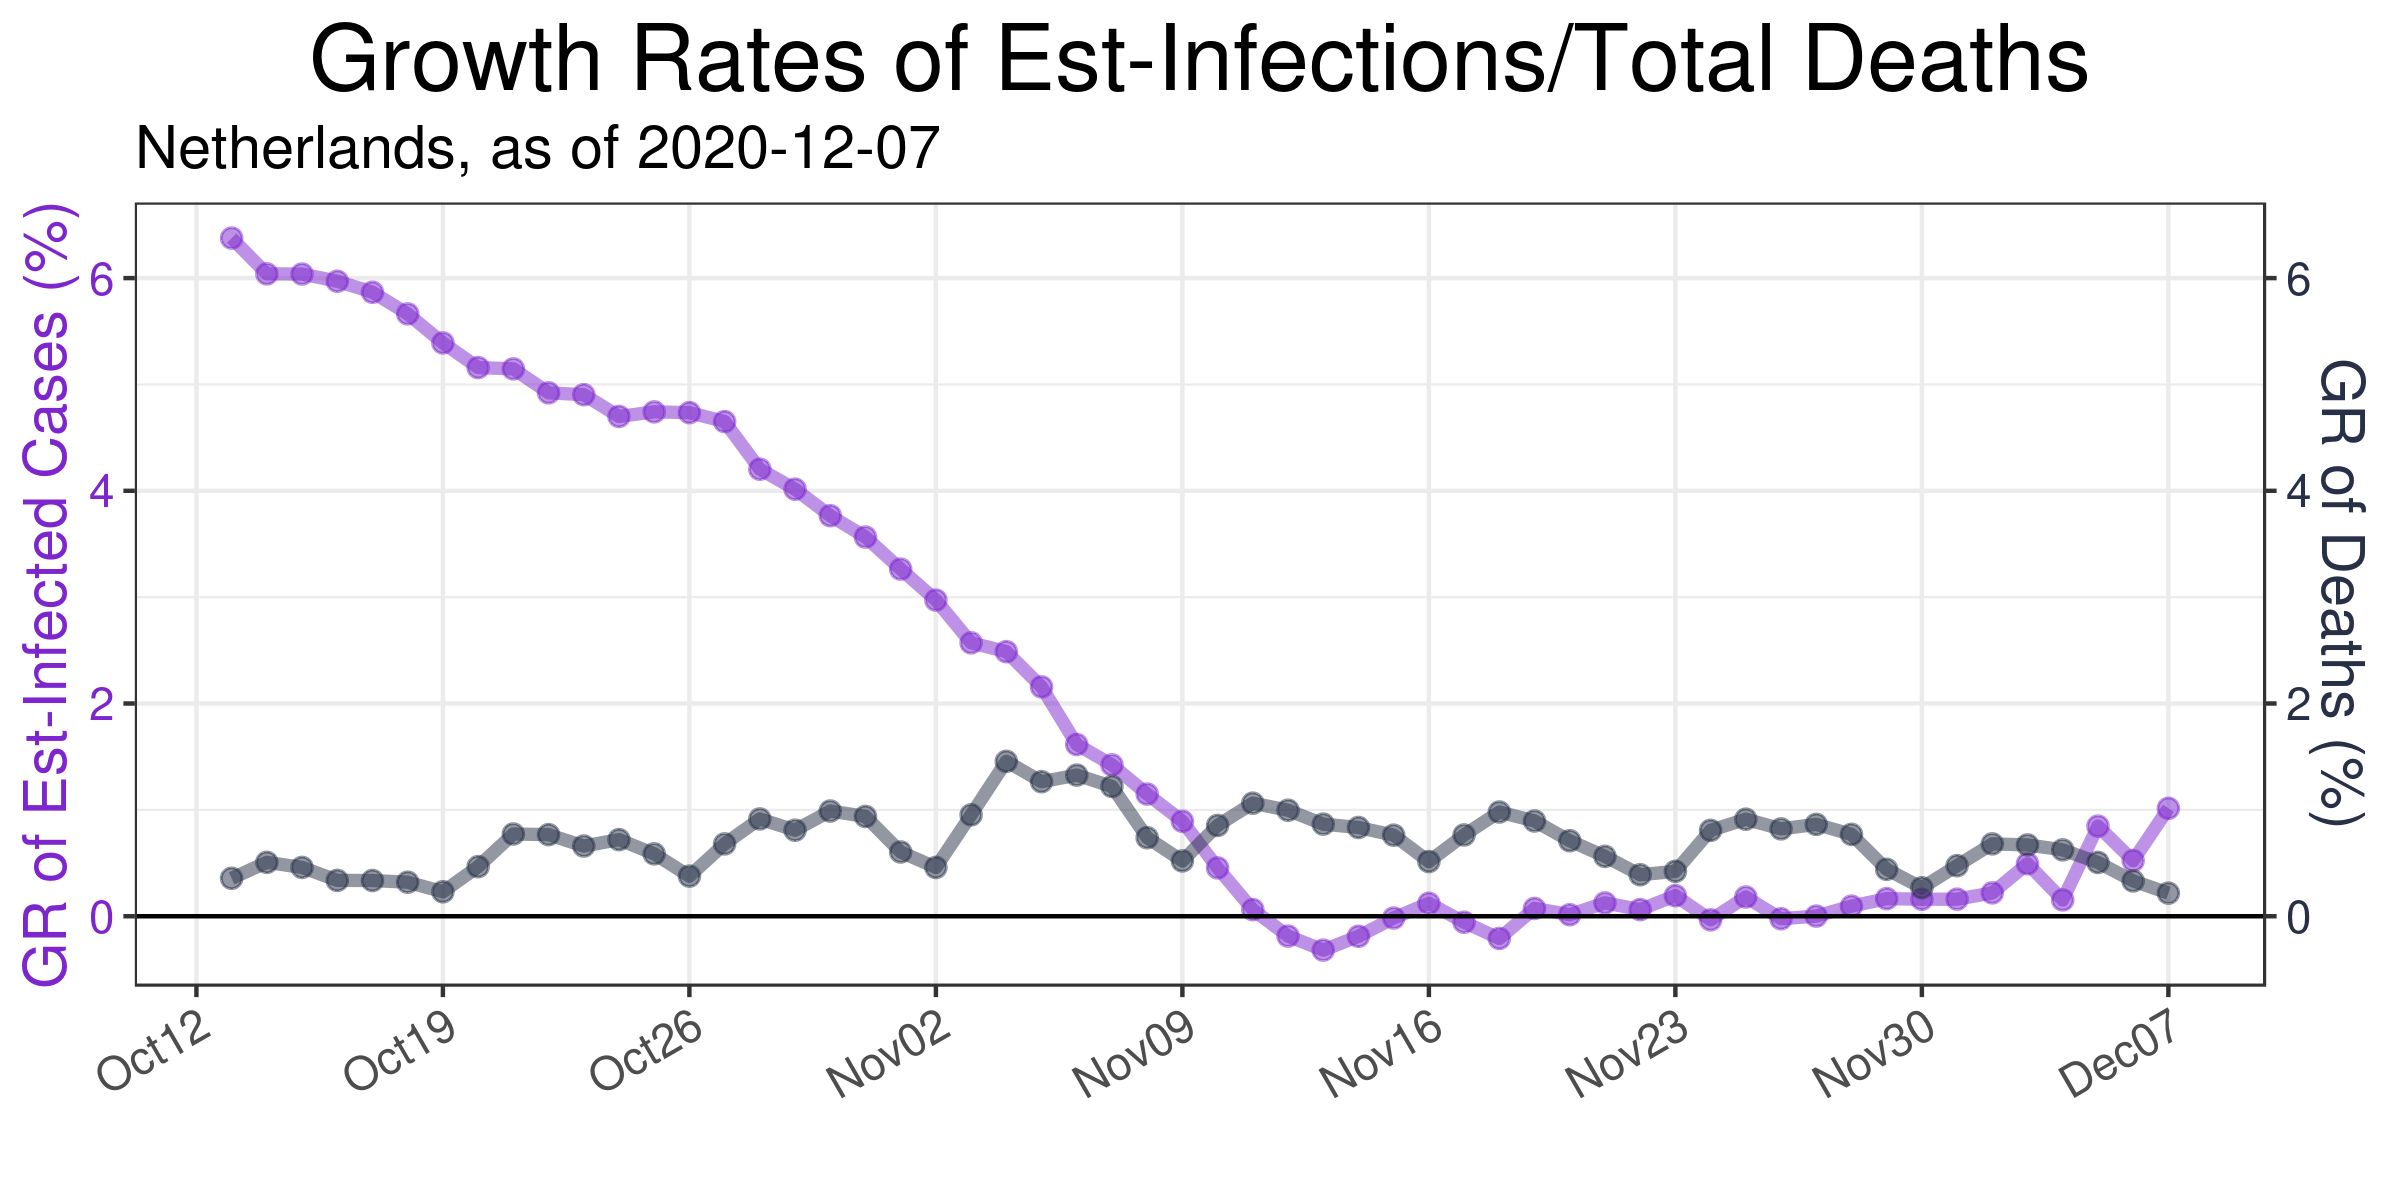 Growth Rates of Est-Infections/Total Deaths
Netherlands, as of 2020-12-07
GR of Est-Infected Cases (%)
6
4
2
0
6
4
2
0
GR of Deaths (%)
Oct12
Oct19
Oct26
Nov02
Nov09
Nov16
Nov23
Nov30
Dec07